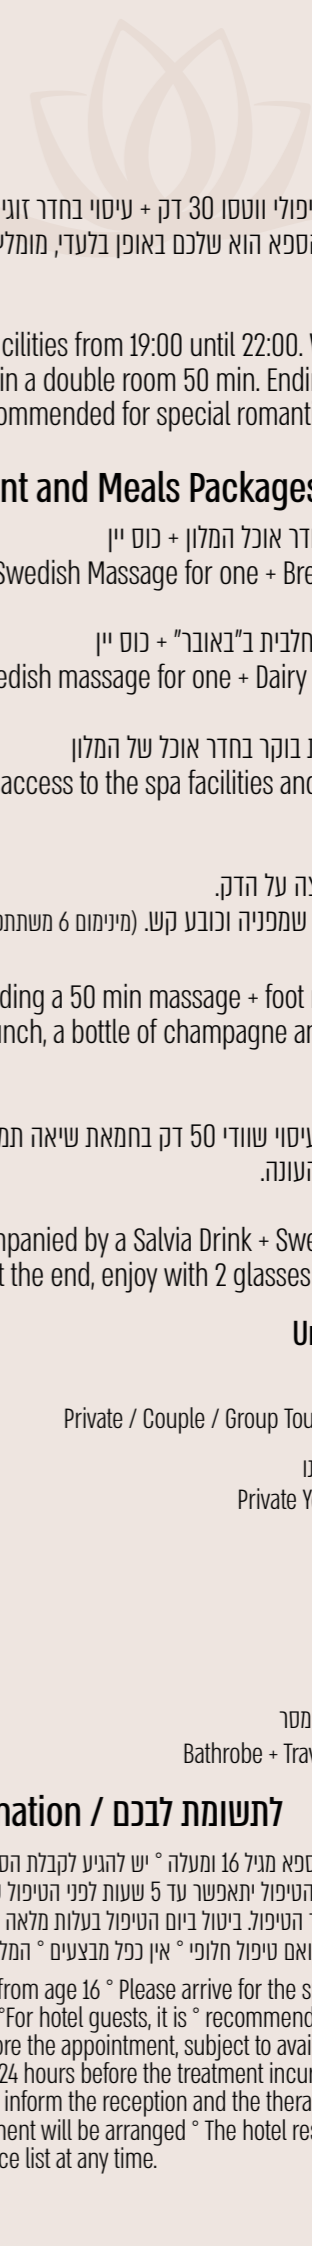 יפולי ווטסו 30 דק + עיסוי בחדר זוגי
הספא הוא שלכם באופן בלעדי, מומלץ
cilities from 19:00 until 22:00.
in a double room 50 min. Endi
ommended for special romant
nt and Meals Packages
דר אוכל המלון + כוס יין
Swedish Massage for one + Bre
חלבית ב"באובר" + כוס יין
edish massage for one + Dairy
ת בוקר בחדר אוכל של המלון
access to the spa facilities and
צה על הדק.
שמפניה וכובע קש. (מינימום 6 משתתפ
ding a 50 min massage + foot
unch, a bottle of champagne an
עיסוי שוודי 50 דק בחמאת שיאה תמ
העונה.
mpanied by a Salvia Drink + Swe
t the end, enjoy with 2 glasses
Un
Private / Couple / Group Tou
נו
Private Yo
מסר
Bathrobe + Trav
mation / לתשומת לבכם
ספא מגיל 16 ומעלה ° יש להגיע לקבלת הס
הטיפול יתאפשר עד 5 שעות לפני הטיפול
ר הטיפול. ביטול ביום הטיפול בעלות מלאה
ואם טיפול חלופי ° אין כפל מבצעים ° המל
from age 16 ° Please arrive for the s
°For hotel guests, it is ° recommend
ore the appointment, subject to avai
24 hours before the treatment incur
inform the reception and the thera
ment will be arranged ° The hotel res
ce list at any time.